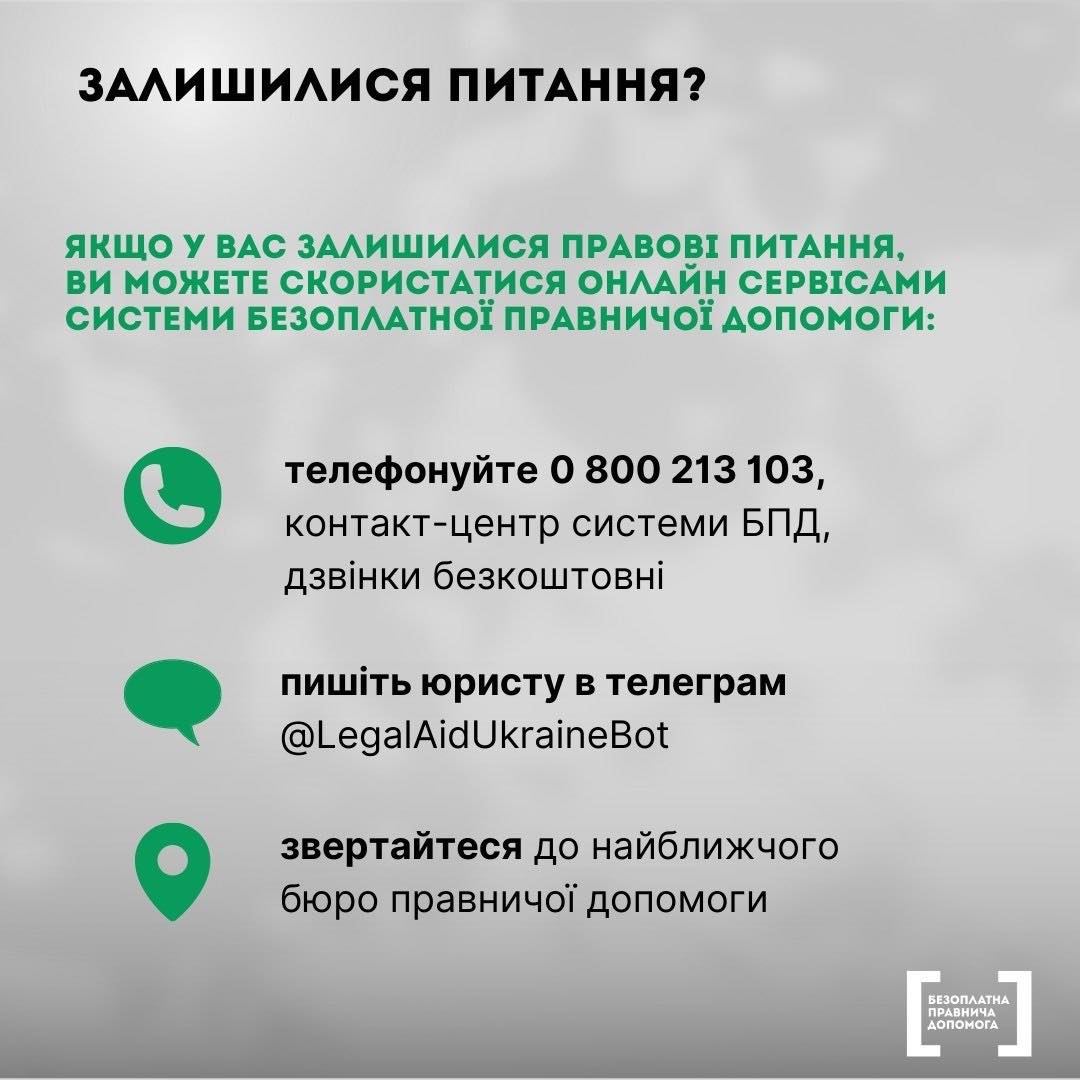 ЗАЛИШИЛИСЯ ПИТАННЯ?
ЯКЩО У ВАС ЗАЛИШИЛИСЯ ПРАВОВІ ПИТАННЯ,
ВИ МОЖЕТЕ СКОРИСТАТИСЯ ОНЛАЙН СЕРВІСАМИ
СИСТЕМИ БЕЗОПЛАТНОЇ ПРАВНИЧОЇ ДОПОМОГИ:
телефонуйте 0 800 213 103,
контакт-центр системи БПД,
дзвінки безкоштовні
пишіть юристу в телеграм
@LegalAidUkraineBot
звертайтеся до найближчого
бюро правничої допомоги
БЕЗОПЛАТНА
ПРАВНИЧА
ДОПОМОГА